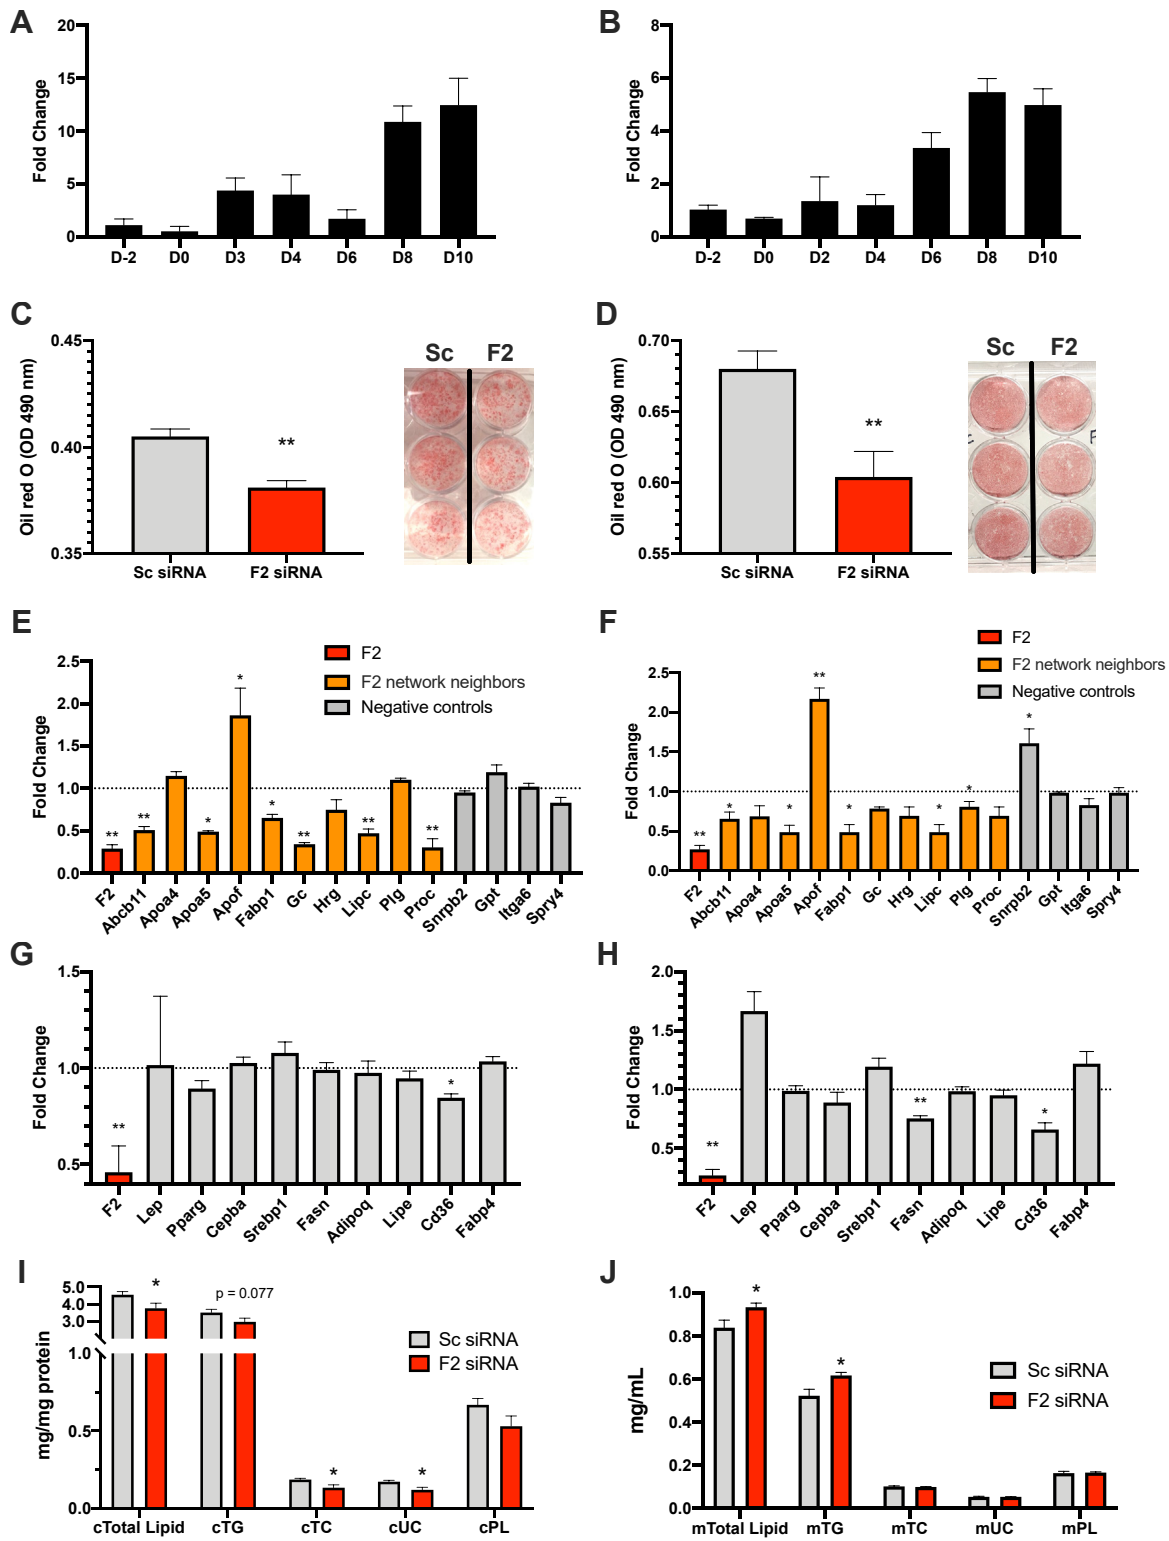 A
Fold Change
20
15
10
5
0
D-2 D0 D3 D4 D6 D8 D10
B
Fold Change
8
6
4
2
0
D-2 D0 D2 D4 D6 D8 D10
C
Oil red O (OD 490 nm)
0.45
0.40
0.35
**
Sc siRNA F2 siRNA
Sc F2
D
Oil red O (OD 490 nm)
0.70
0.65
0.60
0.55
**
Sc siRNA F2 siRNA
Sc F2
E
F2
F2 network neighbors
Negative controls
Fold Change
2.5
2.0
1.5
1.0
0.5
0.0
** ** * * * ** ** **
F2 Abcb11 Apoa4 Apoa5 Apof Fabp1 Gc Hrg Lipc Plg Proc Snrpb2 Gpt Itga6 Spry4
F
F2
F2 network neighbors
Negative controls
Fold Change
2.5
2.0
1.5
1.0
0.5
0.0
** * * ** * * * *
F2 Abcb11 Apoa4 Apoa5 Apof Fabp1 Gc Hrg Lipc Plg Proc Snrpb2 Gpt Itga6 Spry4
G
Fold Change
1.5
1.0
0.5
** *
F2 Lep Pparg Cepba Srebp1 Fasn Adipoq Lipe Cd36 Fabp4
H
Fold Change
2.0
1.5
1.0
0.5
** ** *
F2 Lep Pparg Cepba Srebp1 Fasn Adipoq Lipe Cd36 Fabp4
I
mg/mg protein
5.0
4.0
3.0
1.0
0.5
0.0
* p = 0.077 * *
Sc siRNA
F2 siRNA
cTotal Lipid cTG cTC cUC cPL
J
mg/mL
1.0
0.8
0.6
0.4
0.2
0.0
* *
Sc siRNA
F2 siRNA
mTotal Lipid mTG mTC mUC mPL